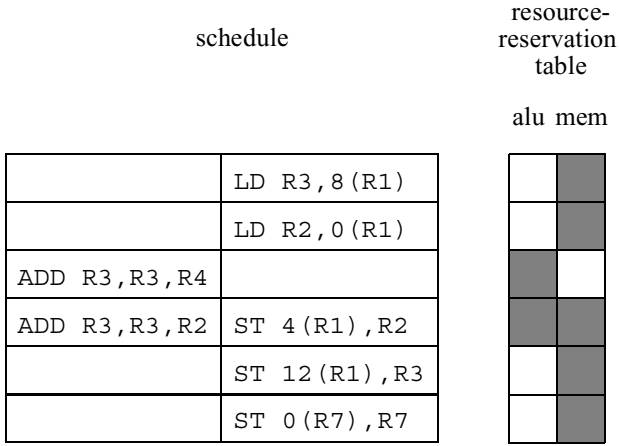 resource-
schedule reservation
table
alu mem
LD R3,8(R1)
LD R2,0(R1)
ADD R3,R3,R4
ADD R3,R3,R2 ST 4(R1),R2
ST 12(R1),R3
ST 0(R7),R7